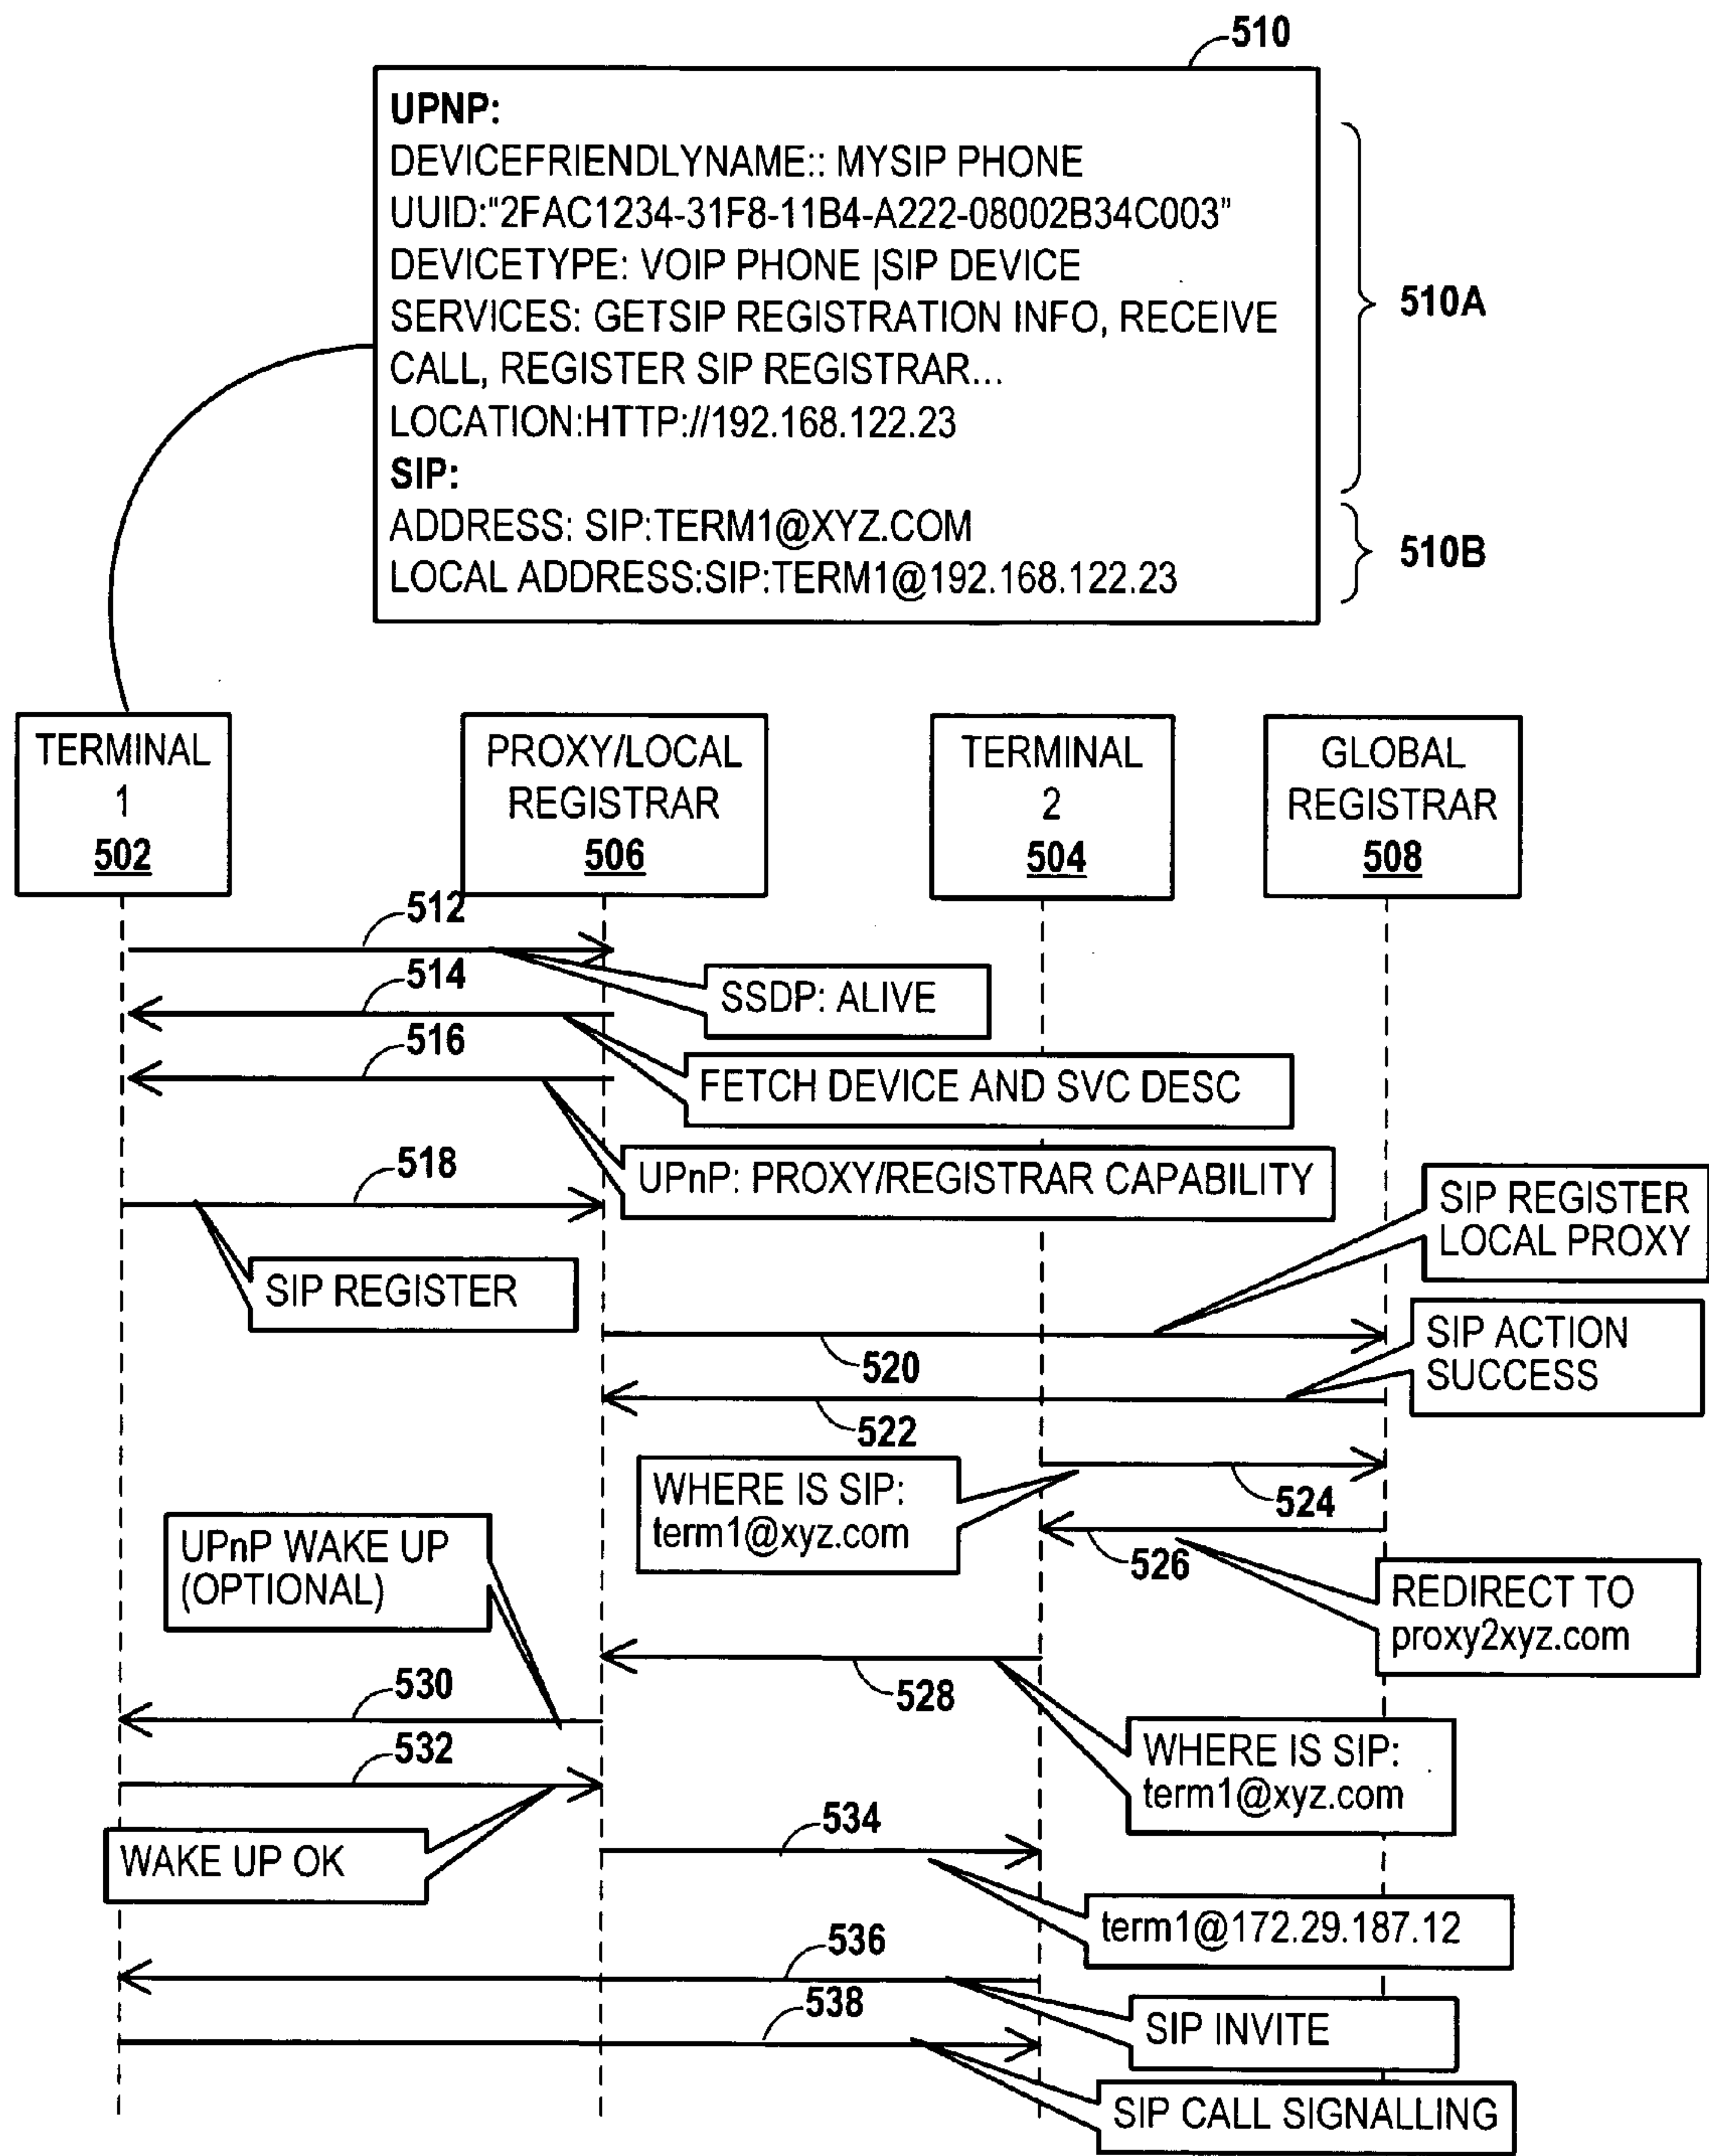 510
UPNP:
DEVICEFRIENDLYNAME:: MYSIP PHONE
UUID:"2FAC1234-31F8-11B4-A222-08002B34C003"
DEVICETYPE: VOIP PHONE |SIP DEVICE
SERVICES: GETSIP REGISTRATION INFO, RECEIVE
CALL, REGISTER SIP REGISTRAR...
LOCATION:HTTP://192.168.122.23
510A
SIP:
ADDRESS: SIP:TERM1@XYZ.COM
LOCAL ADDRESS:SIP:TERM1@192.168.122.23
510B
TERMINAL
1
502
PROXY/LOCAL
REGISTRAR
506
TERMINAL
2
504
GLOBAL
REGISTRAR
508
512
SSDP: ALIVE
514
FETCH DEVICE AND SVC DESC
516
UPnP: PROXY/REGISTRAR CAPABILITY
518
SIP REGISTER
SIP REGISTER
LOCAL PROXY
520
SIP ACTION
SUCCESS
522
WHERE IS SIP:
term1@xyz.com
524
526
REDIRECT TO
proxy2xyz.com
UPnP WAKE UP
(OPTIONAL)
528
530
WHERE IS SIP:
term1@xyz.com
532
WAKE UP OK
534
term1@172.29.187.12
536
SIP INVITE
538
SIP CALL SIGNALLING